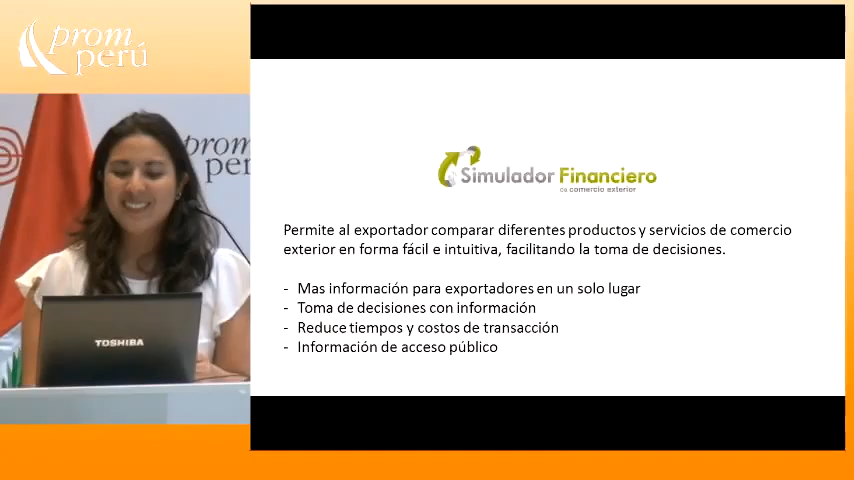 prom
perú
prom
per
TOSHIBA
Simulador Financiero
de comercio exterior
Permite al exportador comparar diferentes productos y servicios de comercio
exterior en forma fácil e intuitiva, facilitando la toma de decisiones.
- Mas información para exportadores en un solo lugar
- Toma de decisiones con información
- Reduce tiempos y costos de transacción
- Información de acceso público